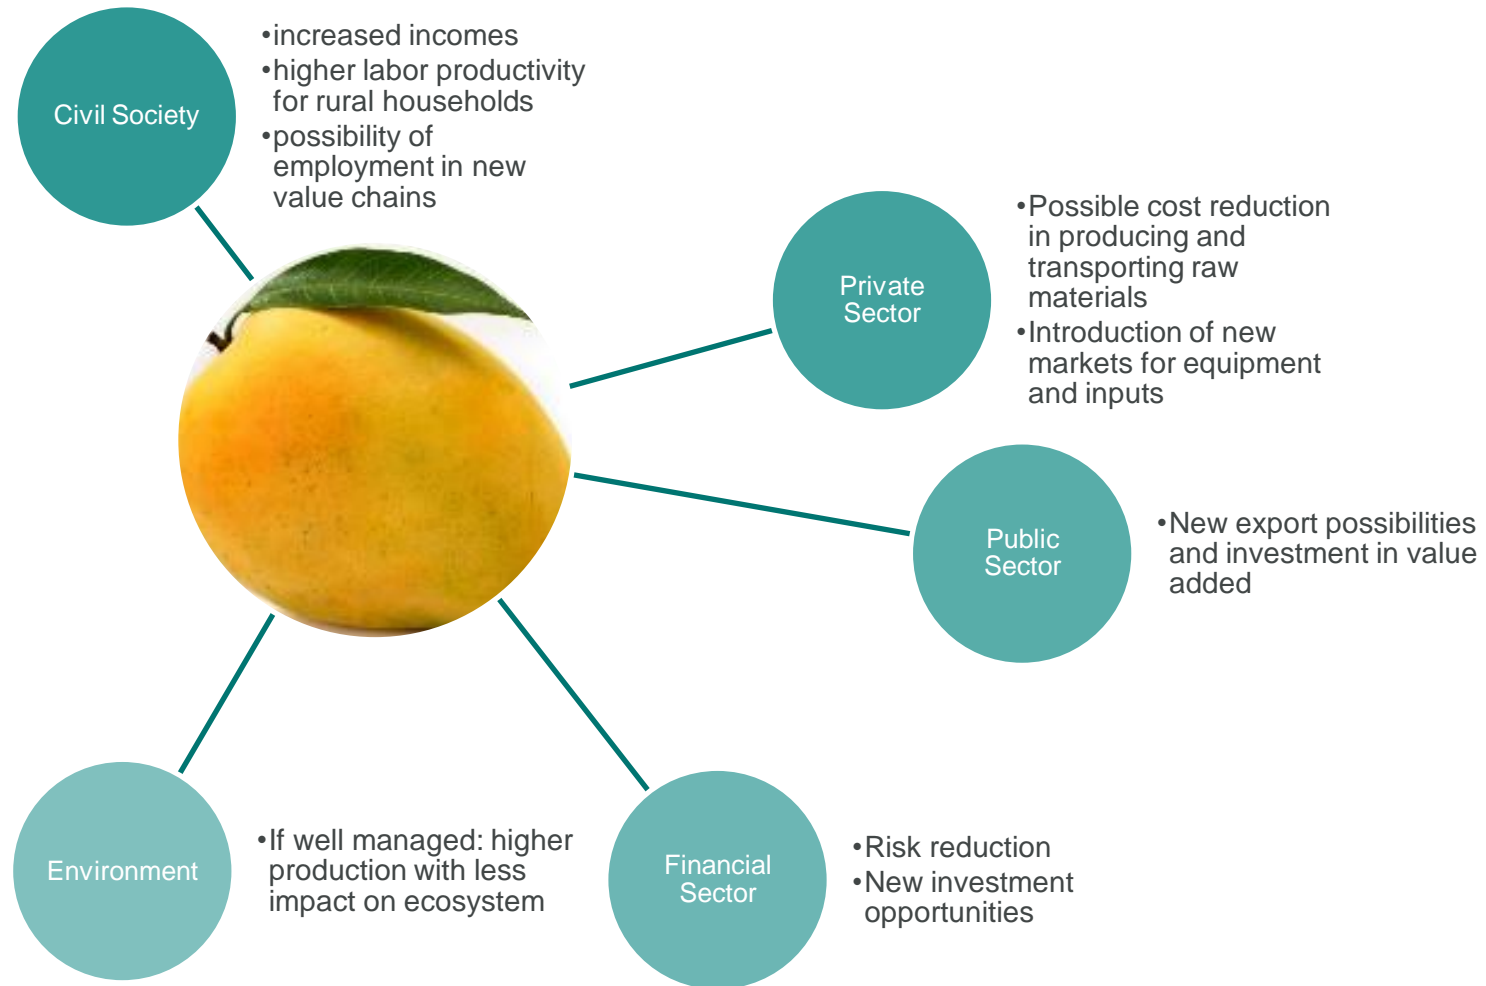 Civil Society
•increased incomes
•higher labor productivity
for rural households
•possibility of
employment in new
value chains
Private
Sector
•Possible cost reduction
in producing and
transporting raw
materials
•Introduction of new
markets for equipment
and inputs
Public
Sector
•New export possibilities
and investment in value
added
Financial
Sector
•Risk reduction
•New investment
opportunities
Environment
•If well managed: higher
production with less
impact on ecosystem